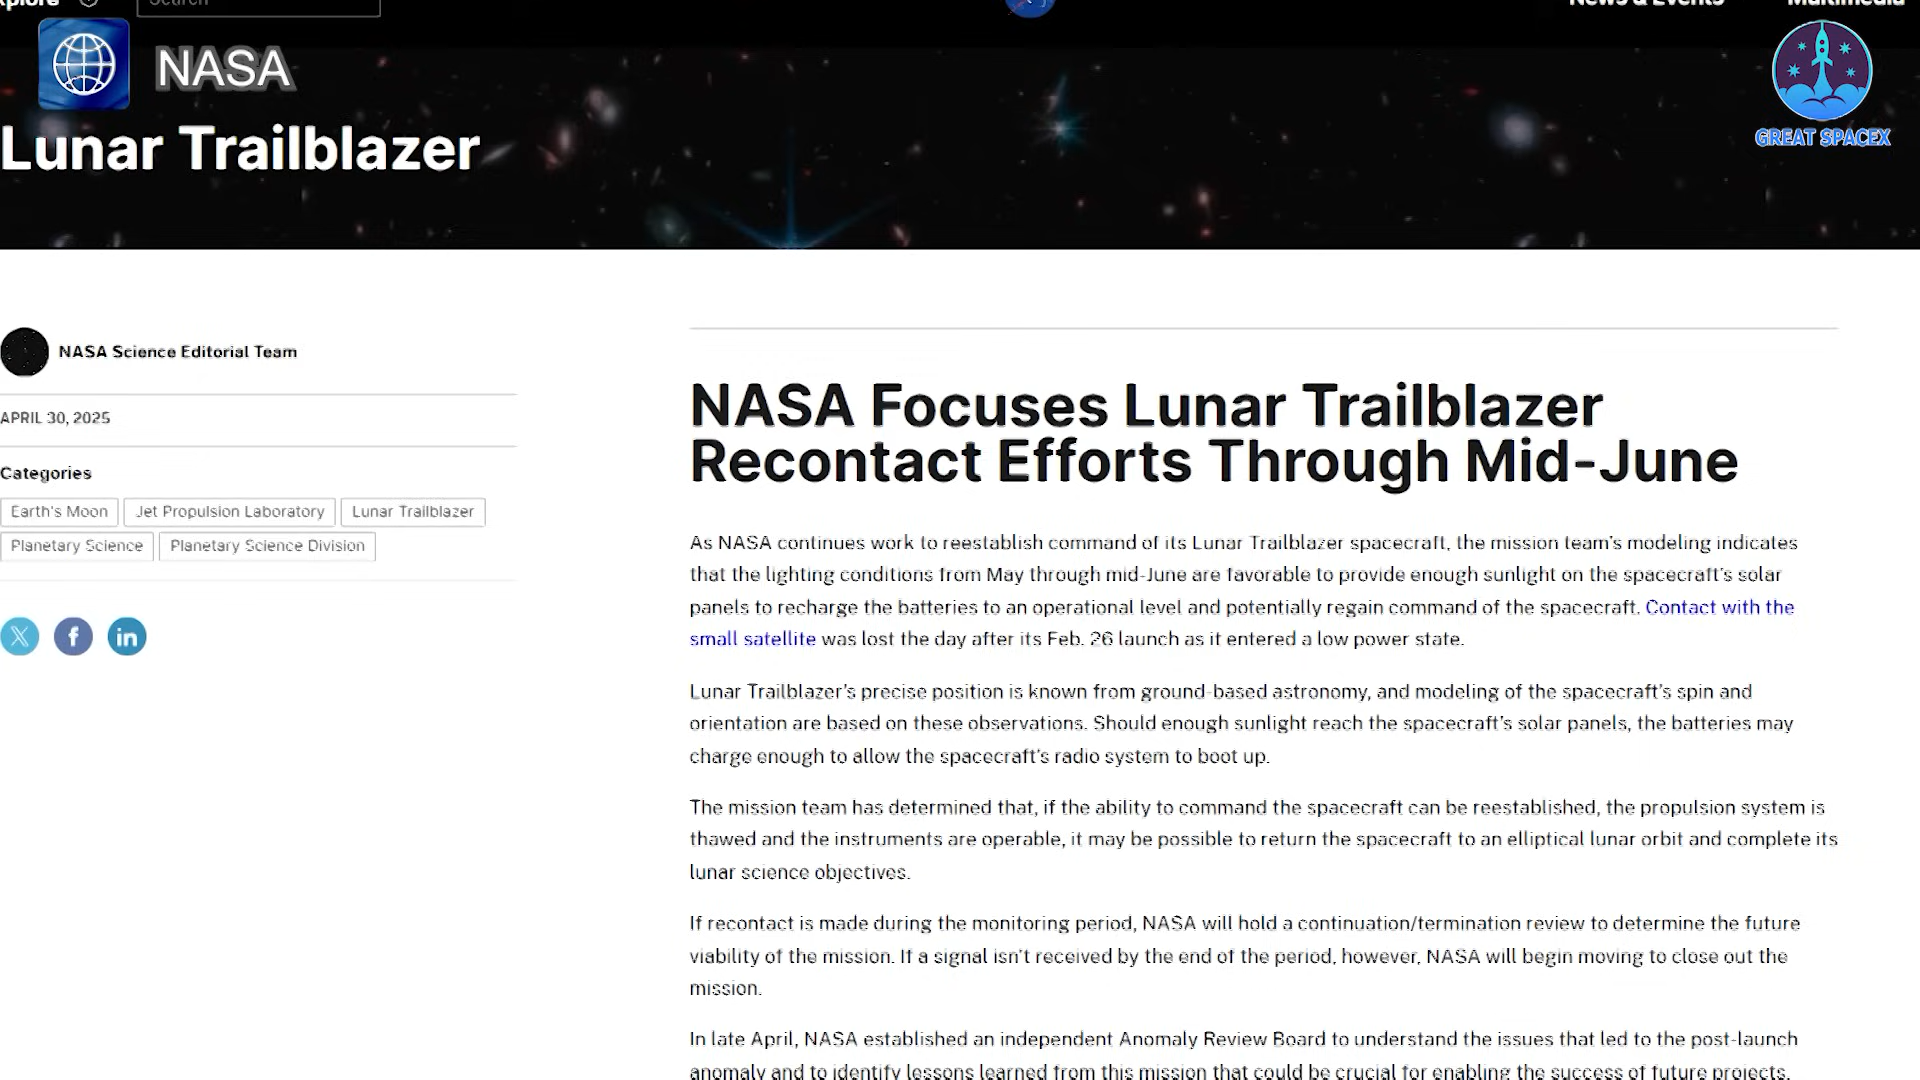 Search
News & Events
Multimedia
NASA
GREAT SPACEX
Lunar Trailblazer
NASA Science Editorial Team
APRIL 30, 2025
Categories
Earth's Moon
Jet Propulsion Laboratory
Lunar Trailblazer
Planetary Science
Planetary Science Division
NASA Focuses Lunar Trailblazer
Recontact Efforts Through Mid-June
As NASA continues work to reestablish command of its Lunar Trailblazer spacecraft, the mission team's modeling indicates
that the lighting conditions from May through mid-June are favorable to provide enough sunlight on the spacecraft's solar
panels to recharge the batteries to an operational level and potentially regain command of the spacecraft. Contact with the
small satellite was lost the day after its Feb. 26 launch as it entered a low power state.
Lunar Trailblazer's precise position is known from ground-based astronomy, and modeling of the spacecraft's spin and
orientation are based on these observations. Should enough sunlight reach the spacecraft's solar panels, the batteries may
charge enough to allow the spacecraft's radio system to boot up.
The mission team has determined that, if the ability to command the spacecraft can be reestablished, the propulsion system is
thawed and the instruments are operable, it may be possible to return the spacecraft to an elliptical lunar orbit and complete its
lunar science objectives.
If recontact is made during the monitoring period, NASA will hold a continuation/termination review to determine the future
viability of the mission. If a signal isn't received by the end of the period, however, NASA will begin moving to close out the
mission.
In late April, NASA established an independent Anomaly Review Board to understand the issues that led to the post-launch
anomaly and to identify lessons learned from this mission that could be crucial for enabling the success of future projects.